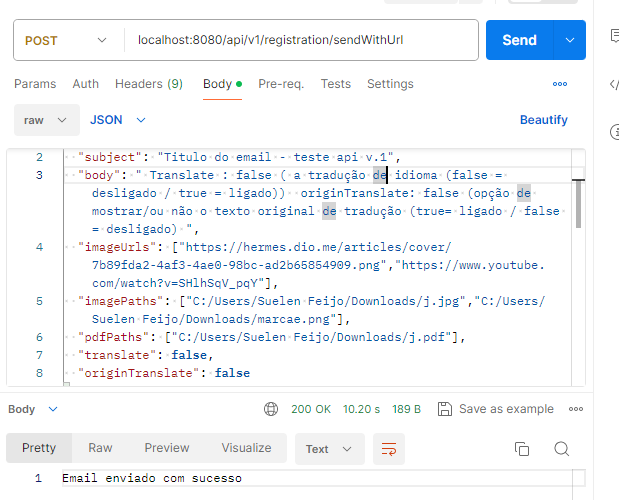 POST localhost:8080/api/v1/registration/sendWithUrl Send
Params Auth Headers (9) Body Pre-req. Tests Settings
raw JSON Beautify
2 "subject": "Titulo do email - teste api v.1",
3 "body": " Translate : false ( a tradução de idioma (false =
desligado / true = ligado)) originTranslate: false (opção de
mostrar/ou não o texto original de tradução (true= ligado / false
= desligado) ",
4 "imageUrls": ["https://hermes.dio.me/articles/cover/
7b89fda2-4af3-4ae0-98bc-ad2b65854909.png","https://www.youtube.
com/watch?v=SHlhSqV_pqY"],
5 "imagePaths": ["C:/Users/Suelen Feijo/Downloads/j.jpg","C:/Users/
Suelen Feijo/Downloads/marcae.png"],
6 "pdfPaths": ["C:/Users/Suelen Feijo/Downloads/j.pdf"],
7 "translate": false,
8 "originTranslate": false
Body 200 OK 10.20 s 189 B Save as example
Pretty Raw Preview Visualize Text
1 Email enviado com sucesso